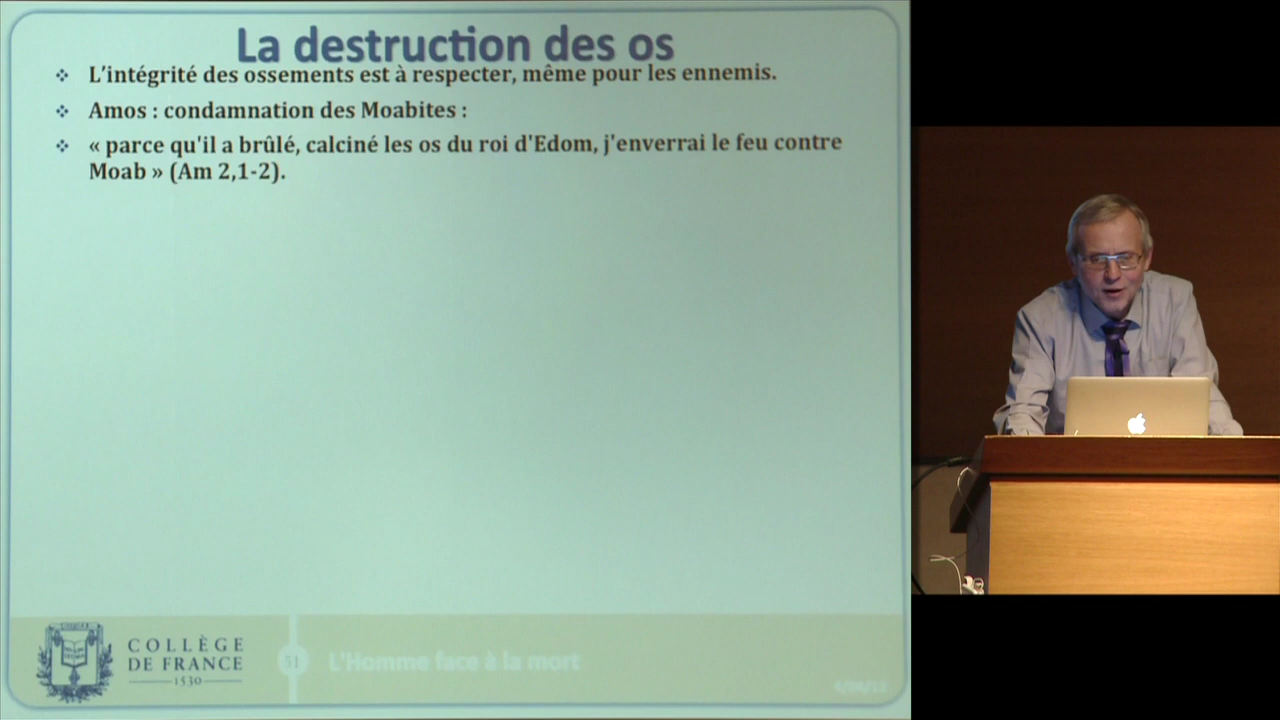 La destruction des os
❖ L'intégrité des ossements est à respecter, même pour les ennemis.
❖ Amos : condamnation des Moabites :
❖ « parce qu'il a brûlé, calciné les os du roi d'Edom, j'enverrai le feu contre
Moab » (Am 2,1-2).
COLLÈGE
DE FRANCE
1530
51
L'Homme face à la mort